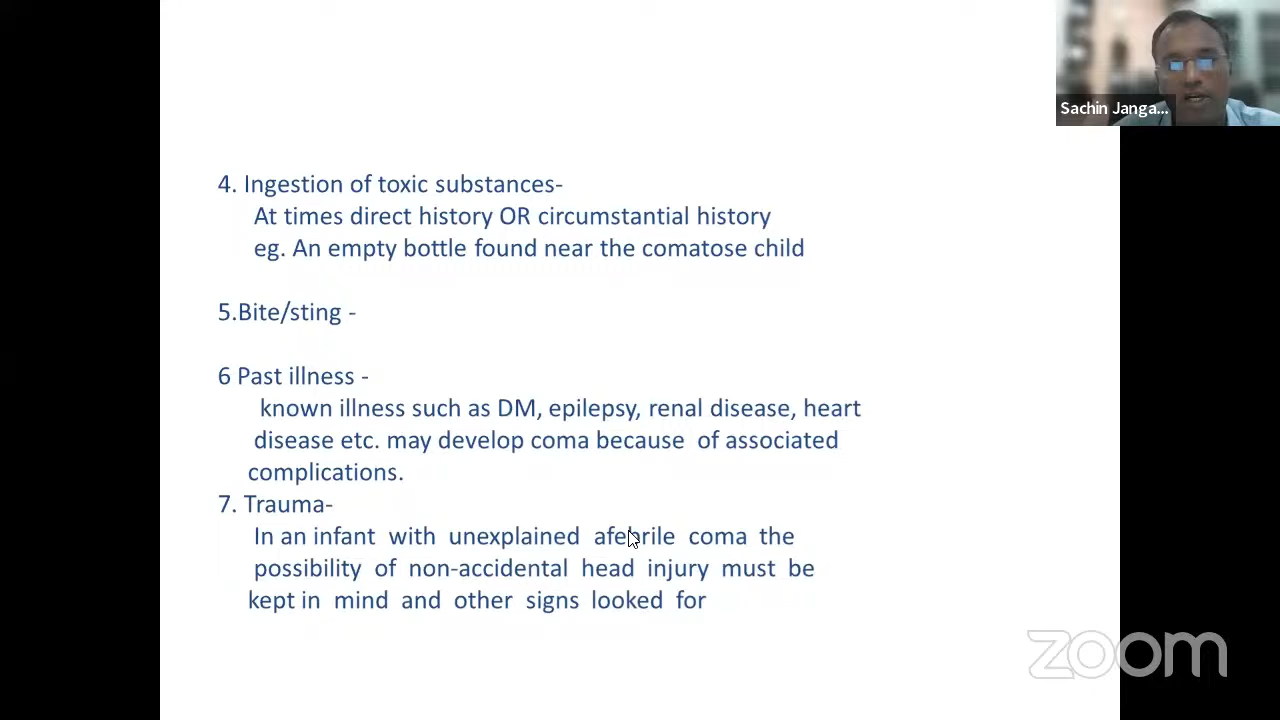 Sachin Janga...
4. Ingestion of toxic substances-
At times direct history OR circumstantial history
eg. An empty bottle found near the comatose child
5.Bite/sting -
6 Past illness -
known illness such as DM, epilepsy, renal disease, heart
disease etc. may develop coma because of associated
complications.
7. Trauma-
In an infant with unexplained afebrile coma the
possibility of non-accidental head injury must be
kept in mind and other signs looked for
zoom